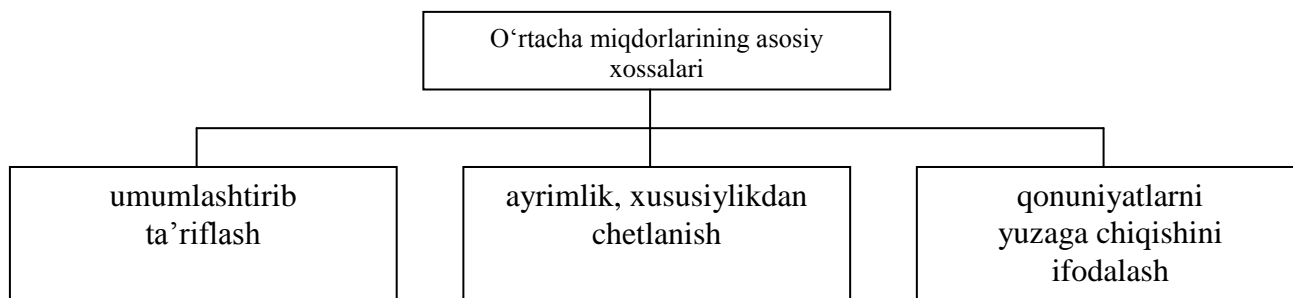 O‘rtacha miqdorlarining asosiy
xossalari
umumlashtirib
ta’riflash
ayrimlik, xususiylikdan
chetlanish
qonuniyatlarni
yuzaga chiqishini
ifodalash